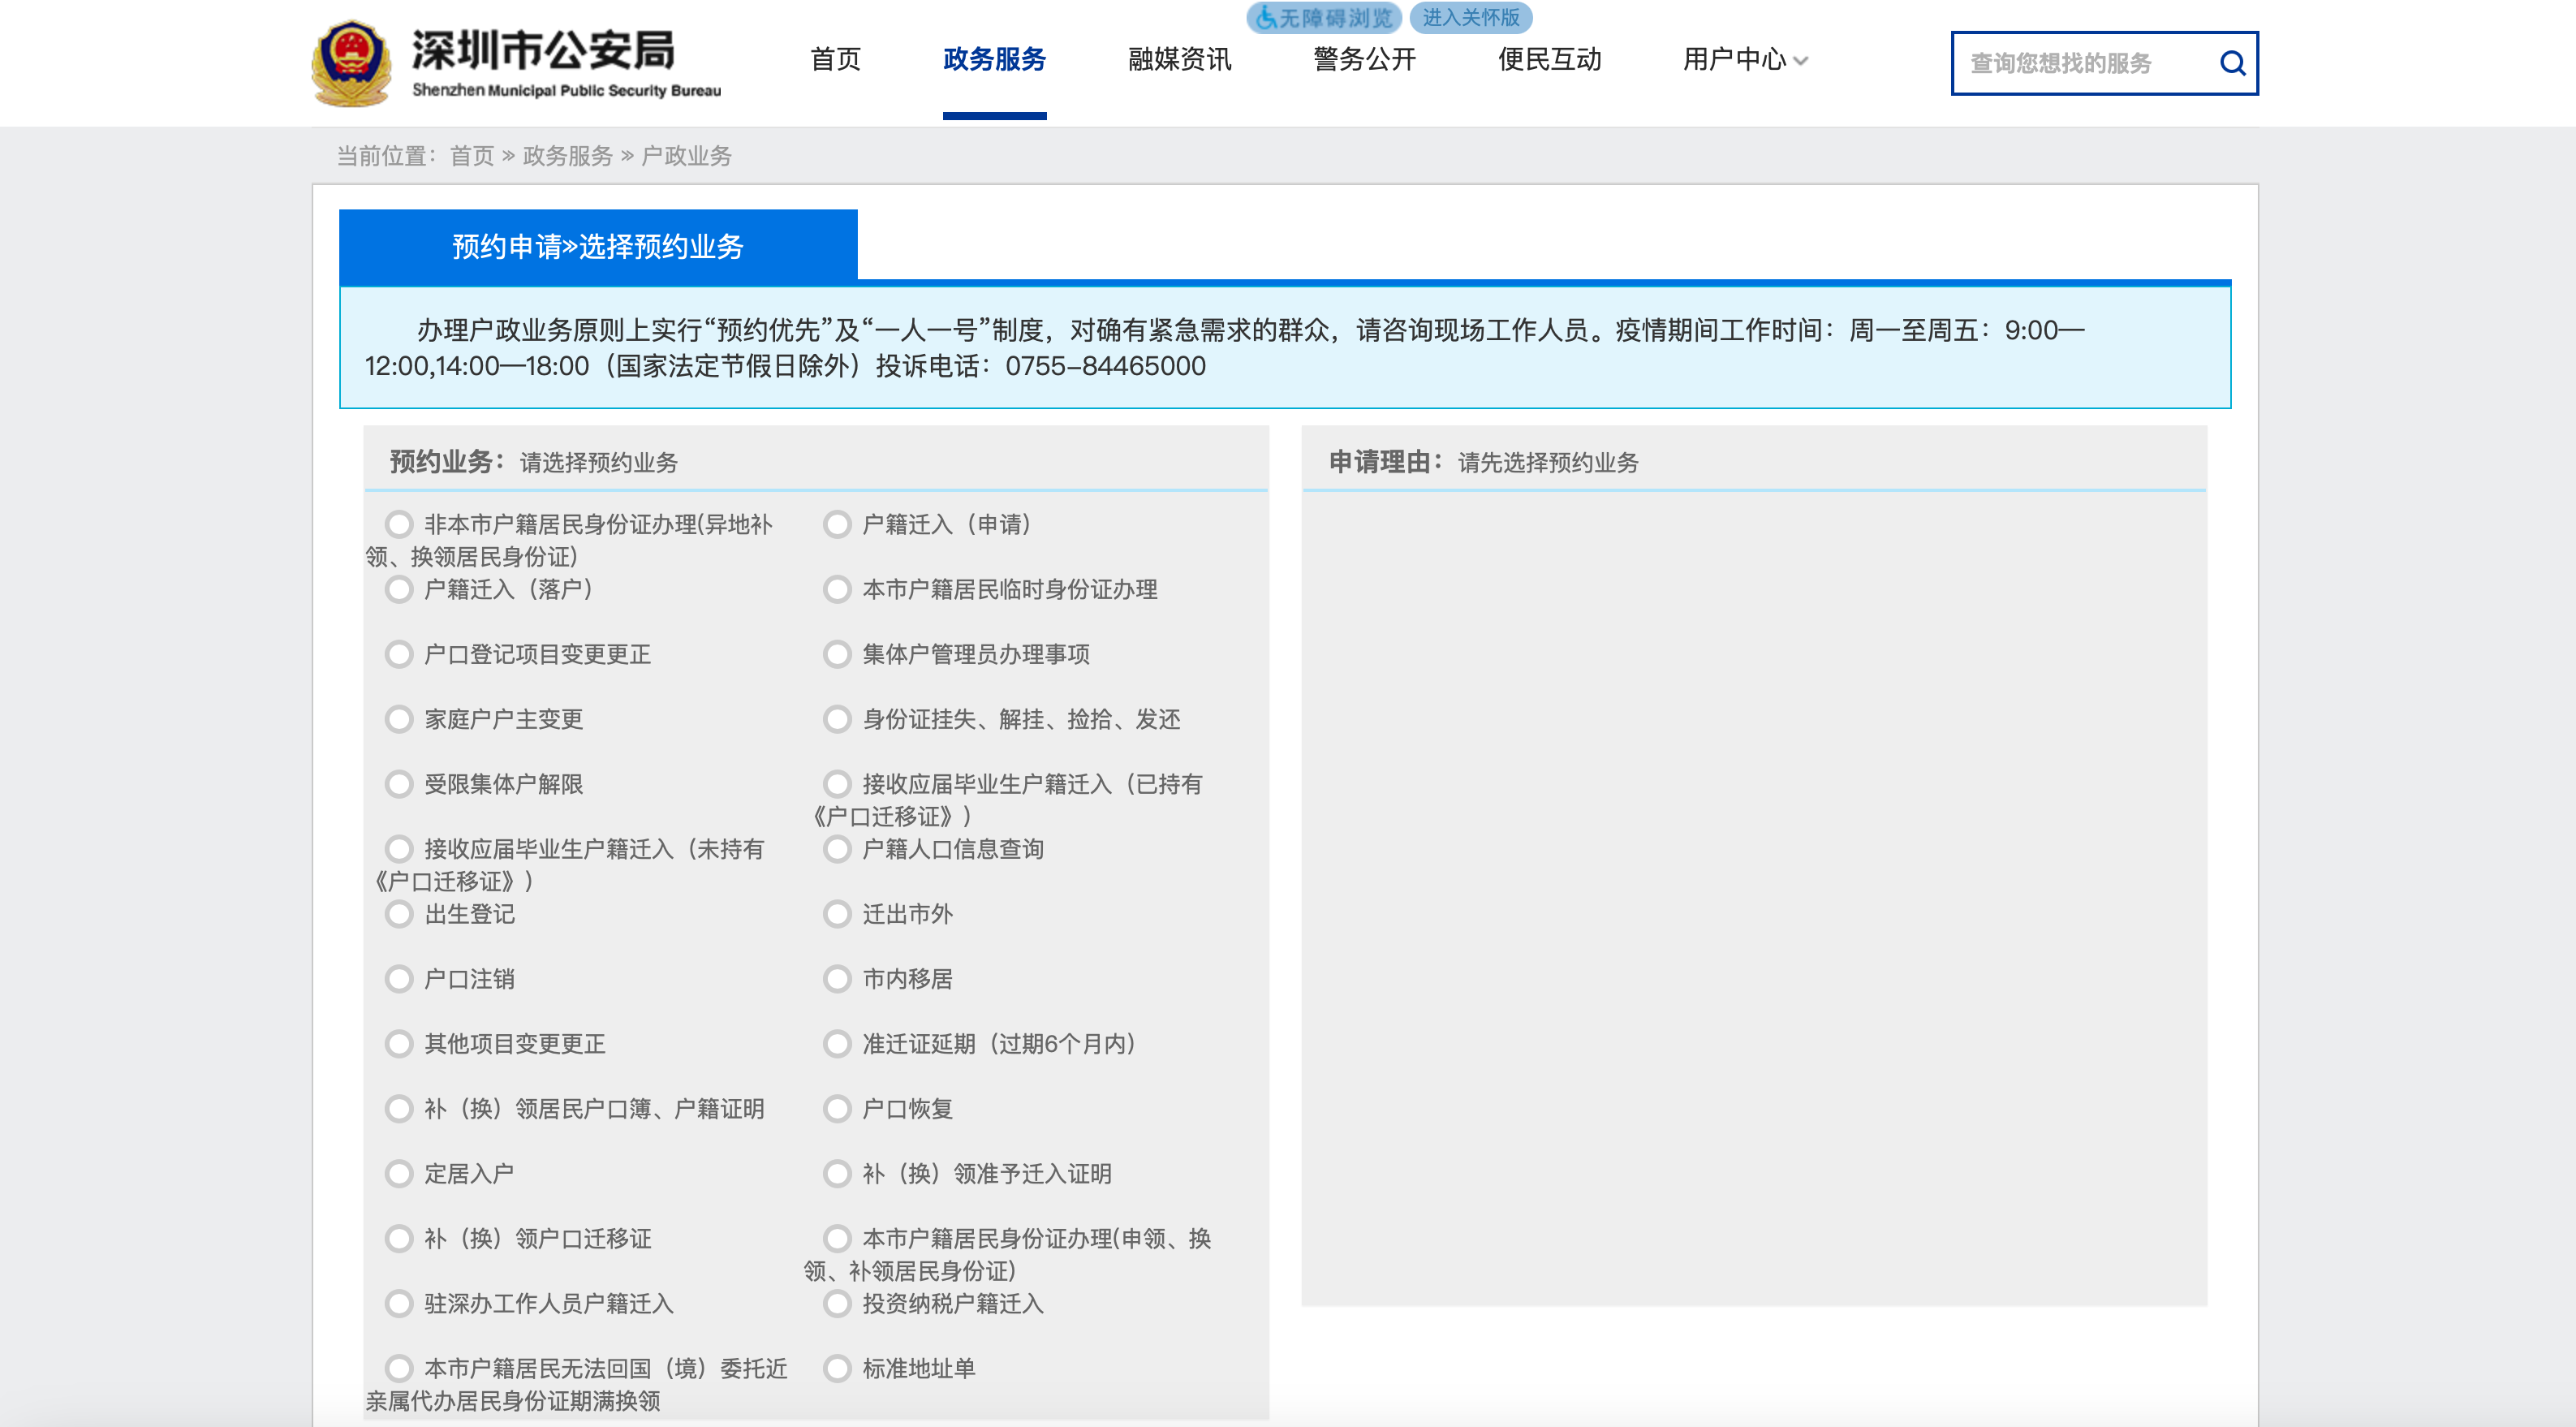 无障碍浏览 进入关怀版
深圳市公安局
Shenzhen Municipal Public Security Bureau
首页 政务服务 融媒资讯 警务公开 便民互动 用户中心
查询您想找的服务
当前位置：首页 » 政务服务 » 户政业务
预约申请»选择预约业务
办理户政业务原则上实行“预约优先”及“一人一号”制度，对确有紧急需求的群众，请咨询现场工作人员。疫情期间工作时间：周一至周五：9:00—
12:00,14:00—18:00（国家法定节假日除外）投诉电话：0755-84465000
预约业务：请选择预约业务
非本市户籍居民身份证办理(异地补
领、换领居民身份证)
户籍迁入（申请）
户籍迁入（落户）
本市户籍居民临时身份证办理
户口登记项目变更更正
集体户管理员办理事项
家庭户户主变更
身份证挂失、解挂、捡拾、发还
受限集体户解限
接收应届毕业生户籍迁入（已持有
《户口迁移证》）
接收应届毕业生户籍迁入（未持有
《户口迁移证》）
户籍人口信息查询
出生登记
迁出市外
户口注销
市内移居
其他项目变更更正
准迁证延期（过期6个月内）
补（换）领居民户口簿、户籍证明
户口恢复
定居入户
补（换）领准予迁入证明
补（换）领户口迁移证
本市户籍居民身份证办理(申领、换
领、补领居民身份证)
驻深办工作人员户籍迁入
投资纳税户籍迁入
本市户籍居民无法回国（境）委托近
亲属代办居民身份证期满换领
标准地址单
申请理由：请先选择预约业务